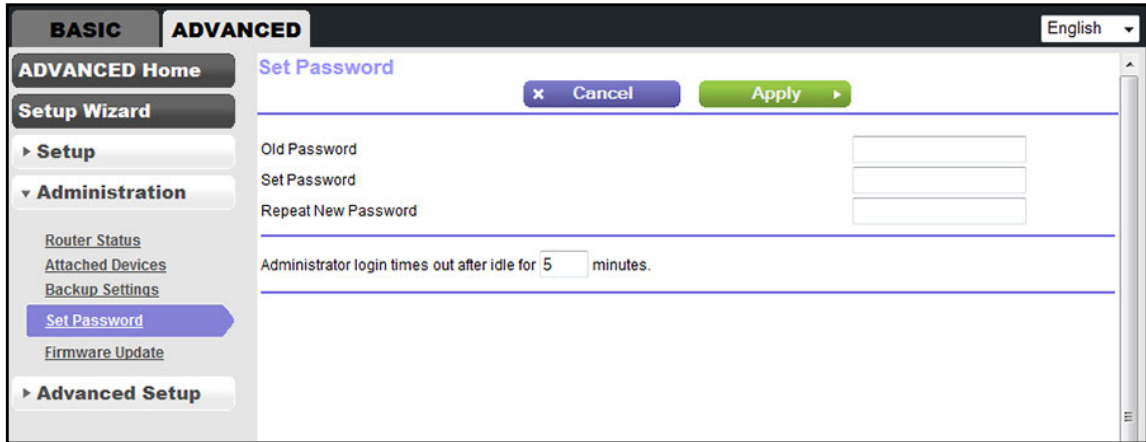 BASIC
ADVANCED
English
ADVANCED Home
Setup Wizard
Setup
Administration
Router Status
Attached Devices
Backup Settings
Set Password
Firmware Update
Advanced Setup
Set Password
Cancel
Apply
Old Password
Set Password
Repeat New Password
Administrator login times out after idle for 5 minutes.